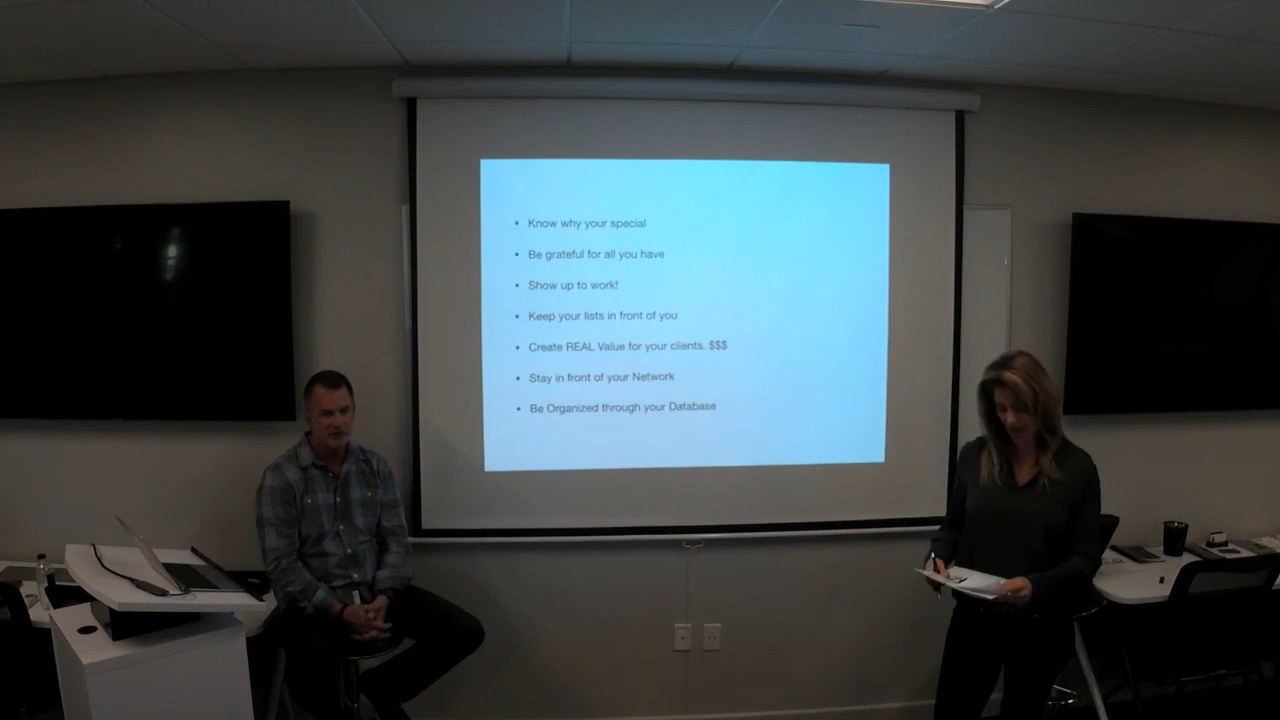 • Know why your special
• Be grateful for all you have
• Show up to work!
• Keep your lists in front of you
• Create REAL Value for your clients. $$$
• Stay in front of your Network
• Be Organized through your Database